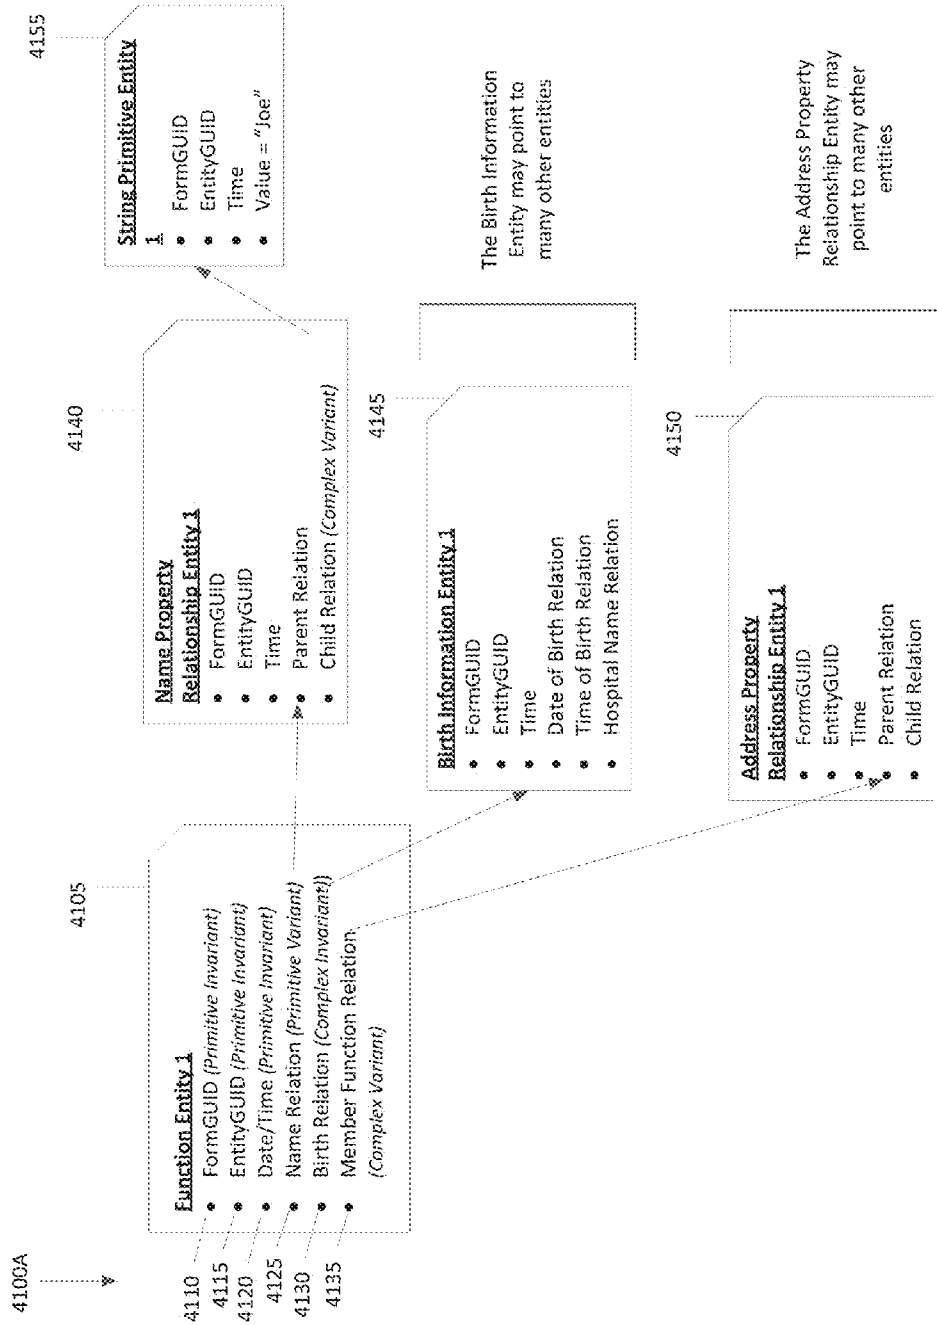 4100A
4105
Function Entity 1
4110
• FormGUID (Primitive Invariant)
4115
• EntityGUID (Primitive Invariant)
4120
• Date/Time (Primitive Invariant)
4125
• Name Relation (Primitive Variant)
4130
• Birth Relation (Complex Invariant))
4135
• Member Function Relation
(Complex Variant)
4140
Name Property
Relationship Entity 1
• FormGUID
• EntityGUID
• Time
• Parent Relation
• Child Relation (Complex Variant)
4155
String Primitive Entity
1
• FormGUID
• EntityGUID
• Time
• Value = "Joe"
4145
Birth Information Entity 1
• FormGUID
• EntityGUID
• Time
• Date of Birth Relation
• Time of Birth Relation
• Hospital Name Relation
The Birth Information
Entity may point to
many other entities
4150
Address Property
Relationship Entity 1
• FormGUID
• EntityGUID
• Time
• Parent Relation
• Child Relation
The Address Property
Relationship Entity may
point to many other
entities